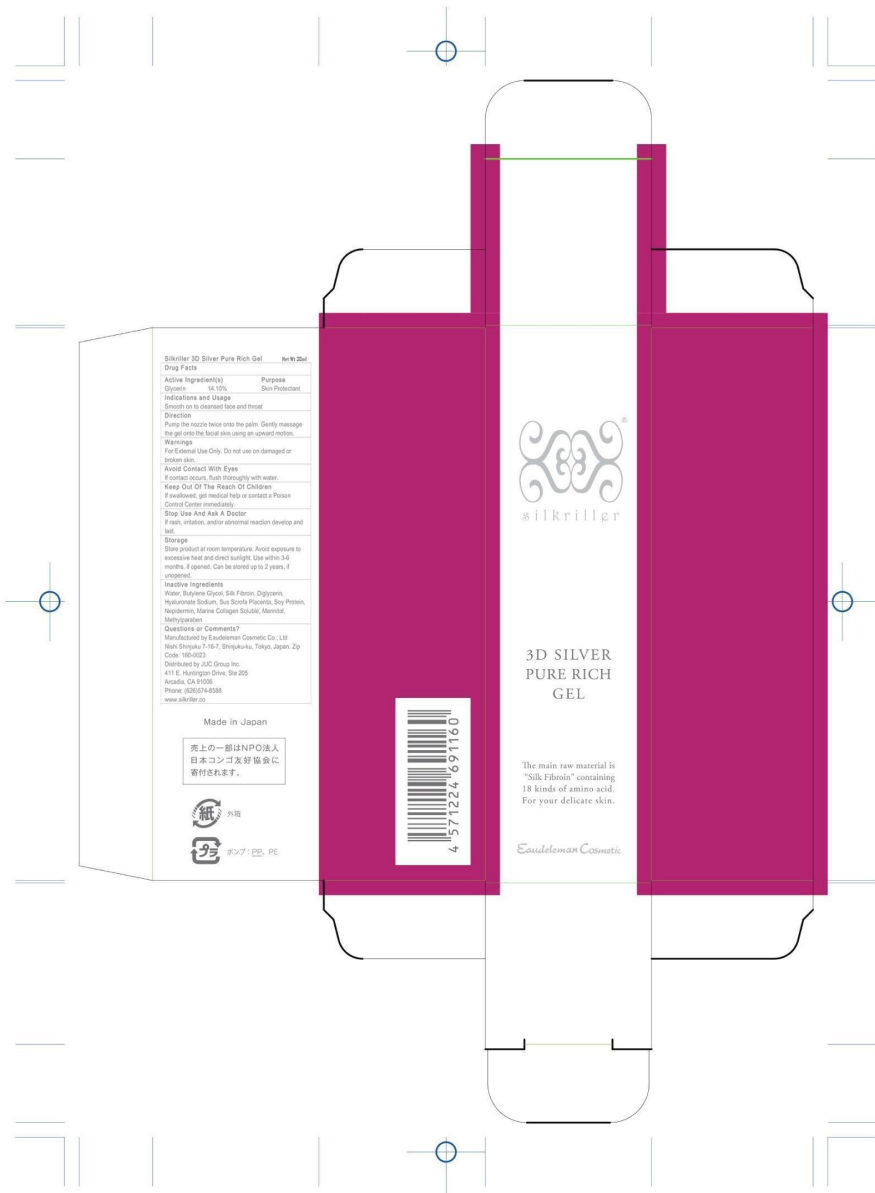 Silkriller 3D Silver Pure Rich Gel Net Wt 20ml
Drug Facts
Active Ingredient(s) Purpose
Glycerin 14.10% Skin Protectant
Indications and Usage
Smooth on to cleansed face and throat
Direction
Pump the nozzle twice onto the palm. Gently massage
the gel onto the facial skin using an upward motion.
Warnings
For External Use Only. Do not use on damaged or
broken skin.
Avoid Contact With Eyes
If contact occurs, flush thoroughly with water.
Keep Out Of The Reach Of Children
If swallowed, get medical help or contact a Poison
Control Center immediately.
Stop Use And Ask A Doctor
If rash, irritation, and/or abnormal reaction develop and
last.
Storage
Store product at room temperature. Avoid exposure to
excessive heat and direct sunlight. Use within 3-6
months, if opened. Can be stored up to 2 years, if
unopened.
Inactive Ingredients
Water, Butylene Glycol, Silk Fibroin, Diglycerin,
Hyaluronate Sodium, Sus Scrofa Placenta, Soy Protein,
Nepidermin, Marine Collagen Soluble, Mannitol,
Methylparaben
Questions or Commants?
Manufactured by Eaudeleman Cosmetic Co.; Ltd
Nishi Shinjuku 7-16-7, Shinjuku-ku, Tokyo, Japan. Zip
Code: 160-0023
Distributed by JUC Group Inc.
411 E. Huntington Drive, Ste 205
Arcadia, CA 91006
Phone: (626)574-6588
www.silkriller.co
Made in Japan
売上の一部はNPO法人
日本コンゴ友好協会に
寄付されます。
紙 外箱
プラ ポンプ：PP、PE
4 571224 691160
®
silkriller
3D SILVER
PURE RICH
GEL
The main raw material is
"Silk Fibroin" containing
18 kinds of amino acid.
For your delicate skin.
Eaudeleman Cosmetic